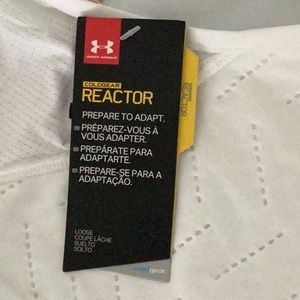 UNDER ARMOUR
COLDGEAR
REACTOR
PREPARE TO ADAPT.
PRÉPAREZ-VOUS À
VOUS ADAPTER.
PREPÁRATE PARA
ADAPTARTE.
PREPARE-SE PARA A
ADAPTAÇÃO.
LOOSE
COUPE LÂCHE
SUELTO
SOLTO
REACTOR